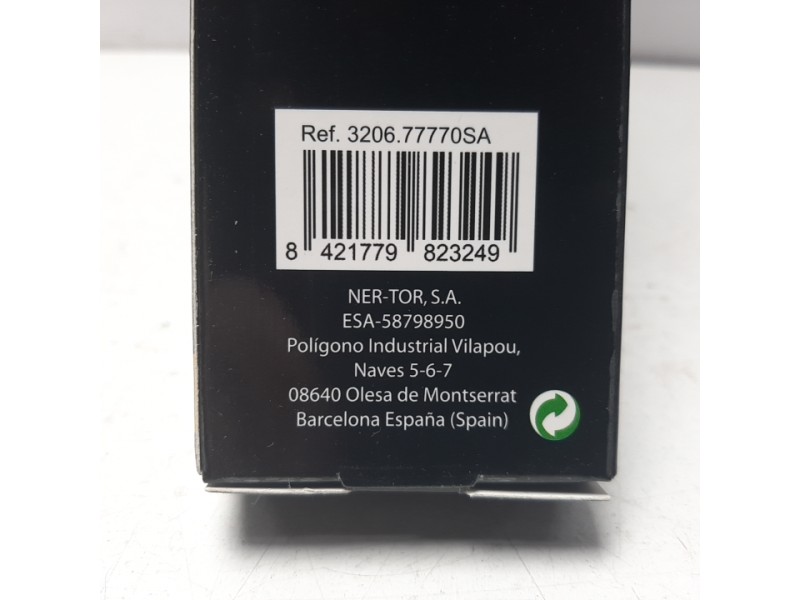 Ref. 3206.77770SA
8 421779 823249
NER-TOR, S.A.
ESA-58798950
Polígono Industrial Vilapou,
Naves 5-6-7
08640 Olesa de Montserrat
Barcelona España (Spain)